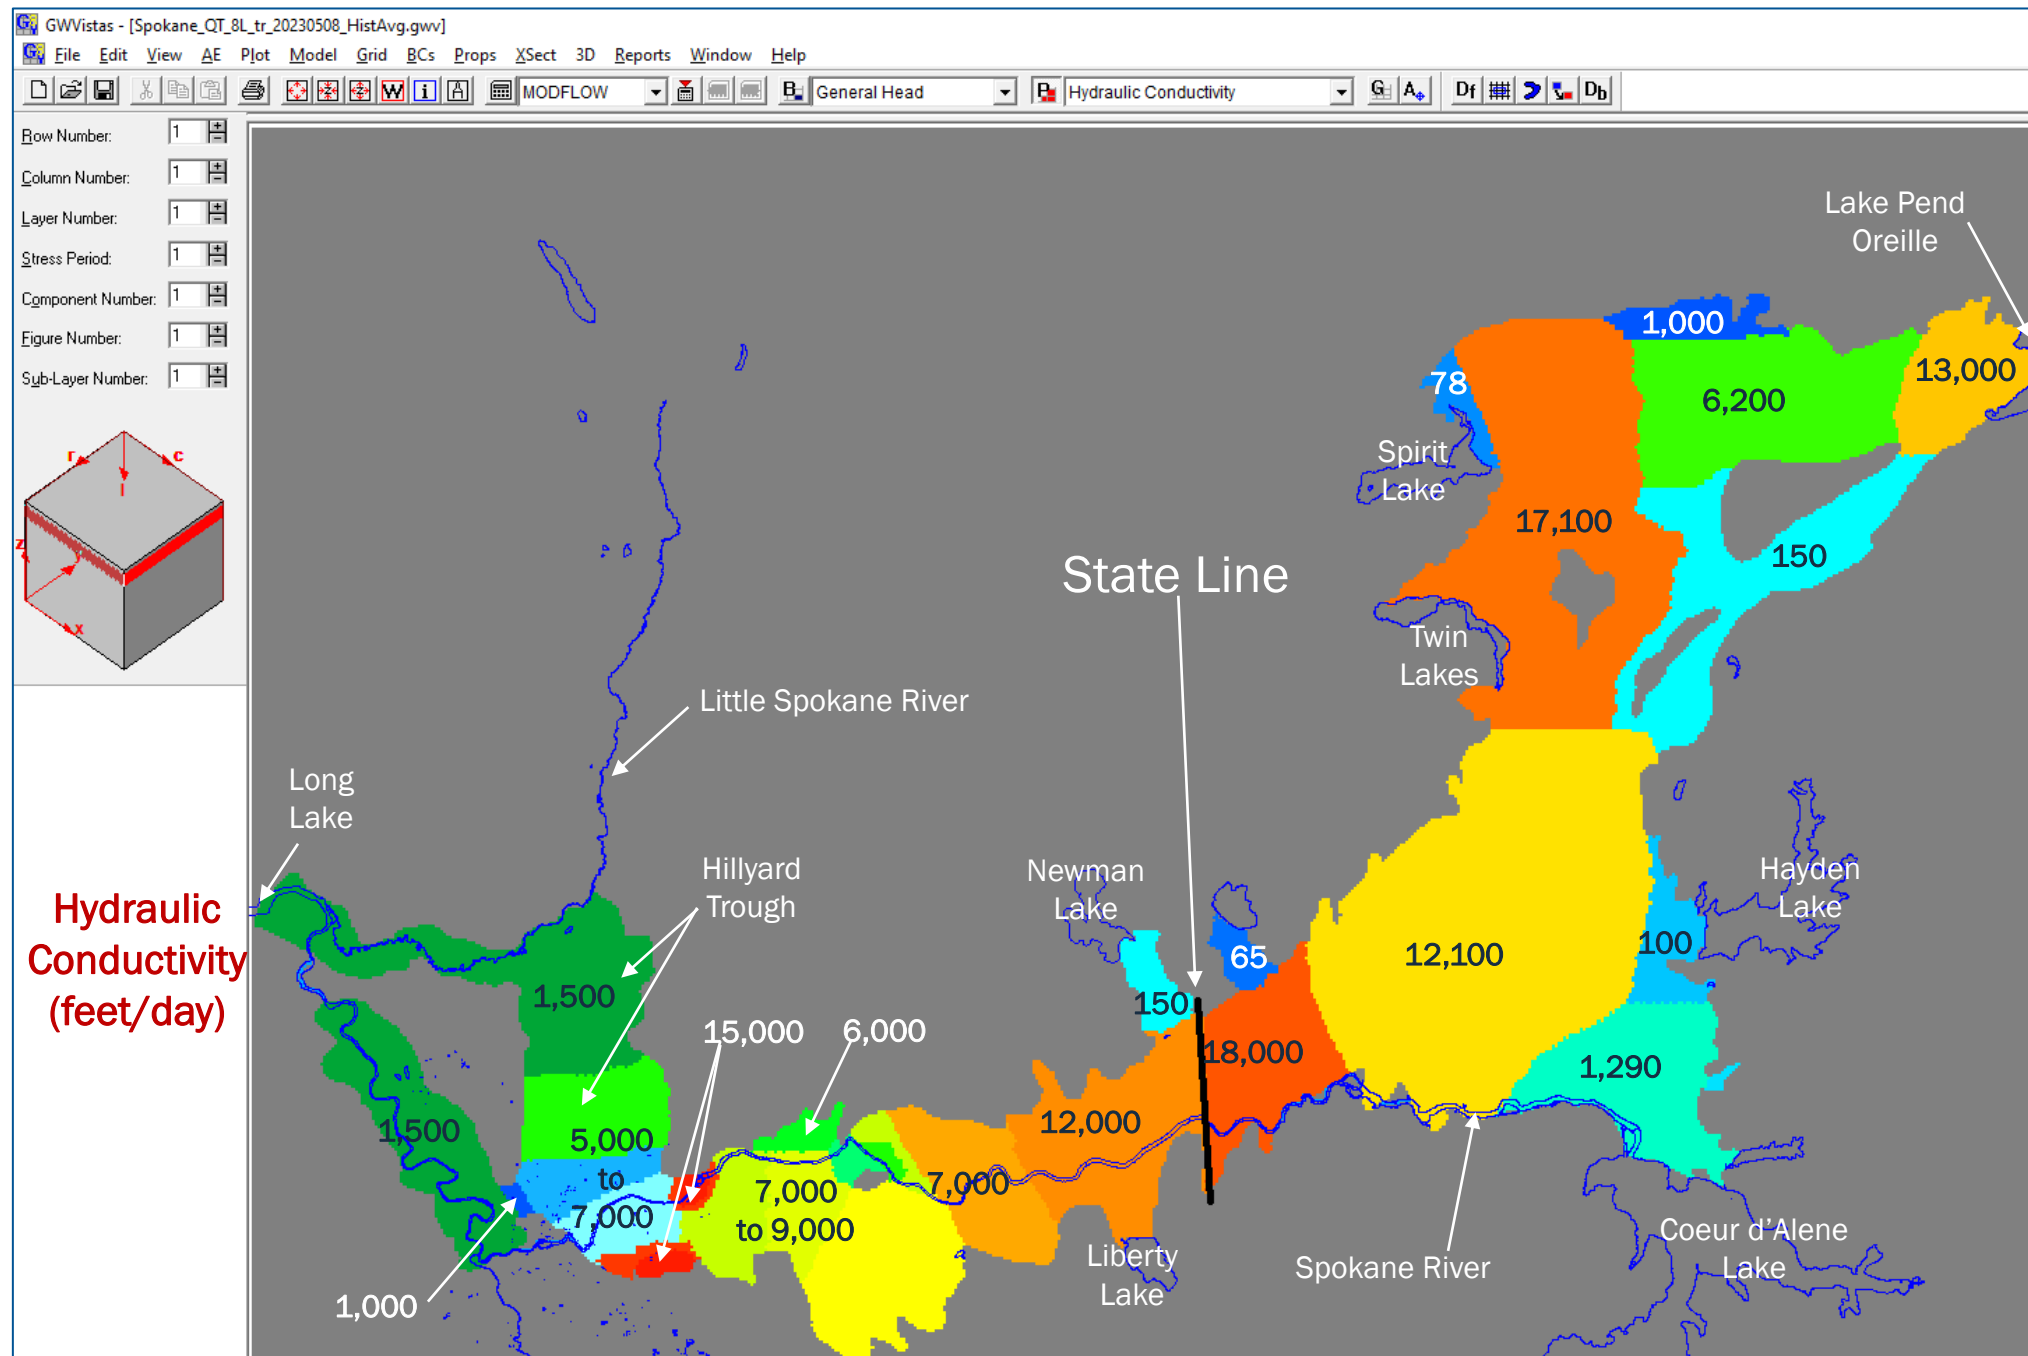 GWVistas - [Spokane_QT_8L_tr_20230508_HistAvg.gwv]
File Edit View AE Plot Model Grid BCs Props XSect 3D Reports Window Help
W i A MODFLOW B General Head P Hydraulic Conductivity G A Df Db
Row Number: 1
Column Number: 1
Layer Number: 1
Stress Period: 1
Component Number: 1
Figure Number: 1
Sub-Layer Number: 1
r c
l
z y
x
Hydraulic
Conductivity
(feet/day)
Lake Pend
Oreille
1,000
13,000
78
6,200
Spirit
Lake
17,100
150
State Line
Twin
Lakes
Little Spokane River
Long
Lake
Hillyard
Trough
Newman
Lake
Hayden
Lake
65
12,100
100
1,500
150
15,000
6,000
18,000
1,290
1,500
5,000
to
7,000
12,000
7,000
to 9,000
7,000
Liberty
Lake
Spokane River
Coeur d'Alene
Lake
1,000